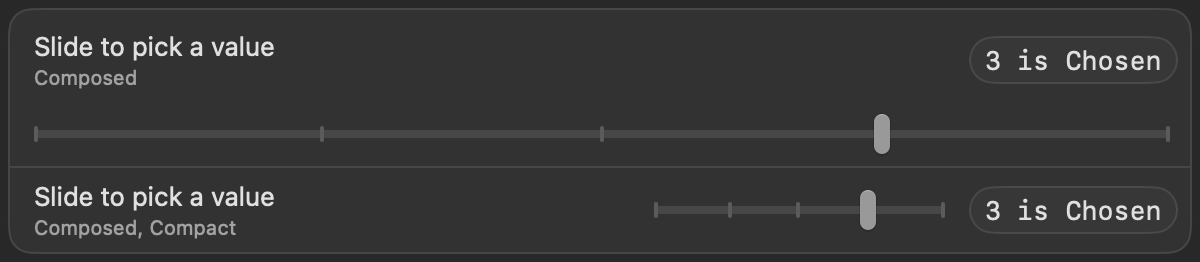 Slide to pick a value
3 is Chosen
Composed
Slide to pick a value
3 is Chosen
Composed, Compact